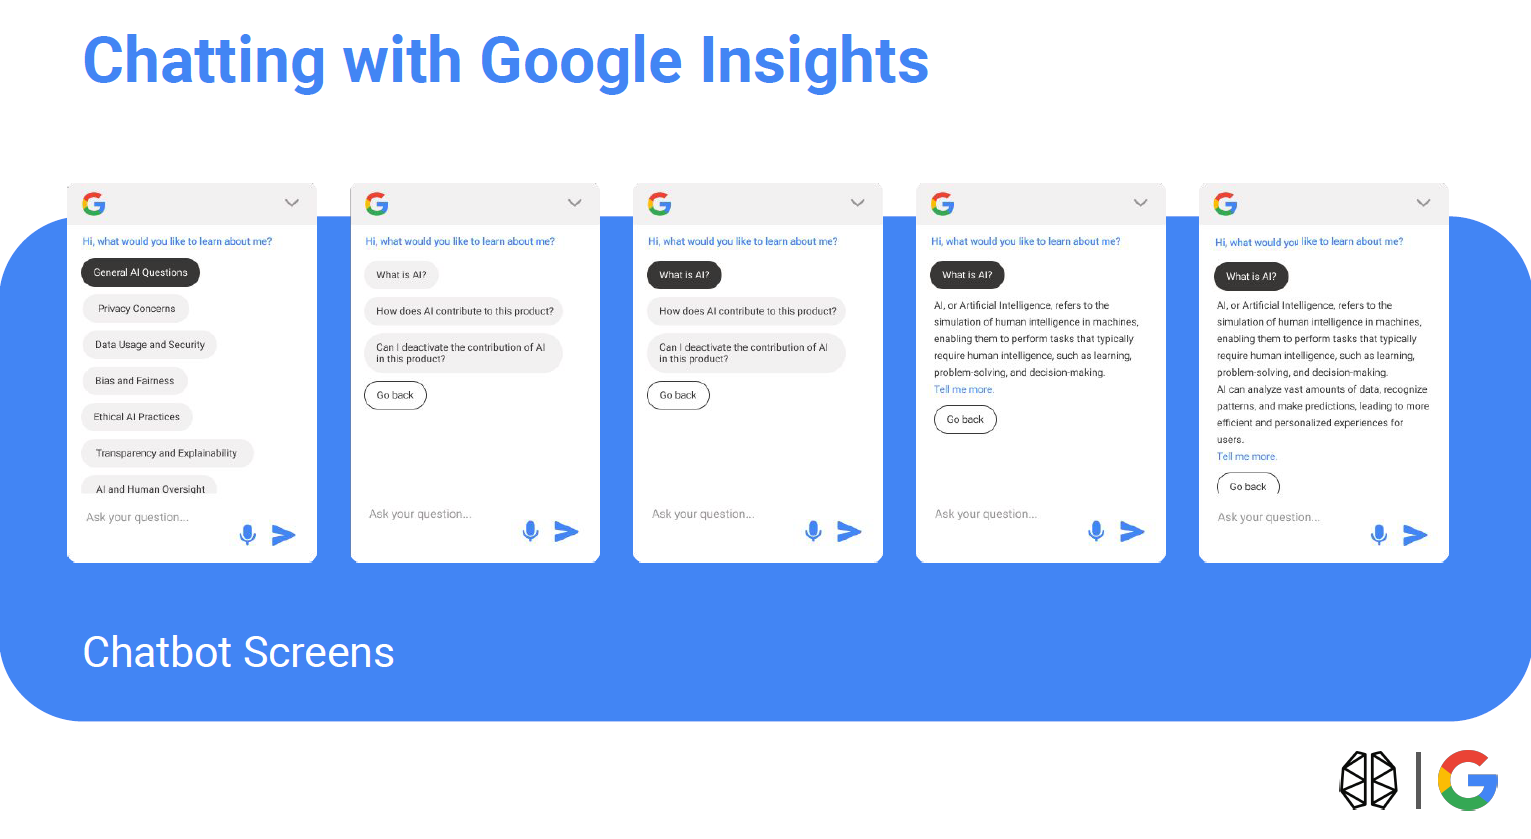 Chatting with Google Insights
Hi, what would you like to learn about me?
General AI Questions
Privacy Concerns
Data Usage and Security
Bias and Fairness
Ethical AI Practices
Transparency and Explainability
AI and Human Oversight
Ask your question...
Hi, what would you like to learn about me?
What is AI?
How does AI contribute to this product?
Can I deactivate the contribution of AI
in this product?
Go back
Ask your question...
Hi, what would you like to learn about me?
What is AI?
How does AI contribute to this product?
Can I deactivate the contribution of AI
in this product?
Go back
Ask your question...
Hi, what would you like to learn about me?
What is AI?
AI, or Artificial Intelligence, refers to the
simulation of human intelligence in machines,
enabling them to perform tasks that typically
require human intelligence, such as learning,
problem-solving, and decision-making.
Tell me more.
Go back
Ask your question...
Hi, what would you like to learn about me?
What is AI?
AI, or Artificial Intelligence, refers to the
simulation of human intelligence in machines,
enabling them to perform tasks that typically
require human intelligence, such as learning,
problem-solving, and decision-making.
AI can analyze vast amounts of data, recognize
patterns, and make predictions, leading to more
efficient and personalized experiences for
users.
Tell me more.
Go back
Ask your question...
Chatbot Screens